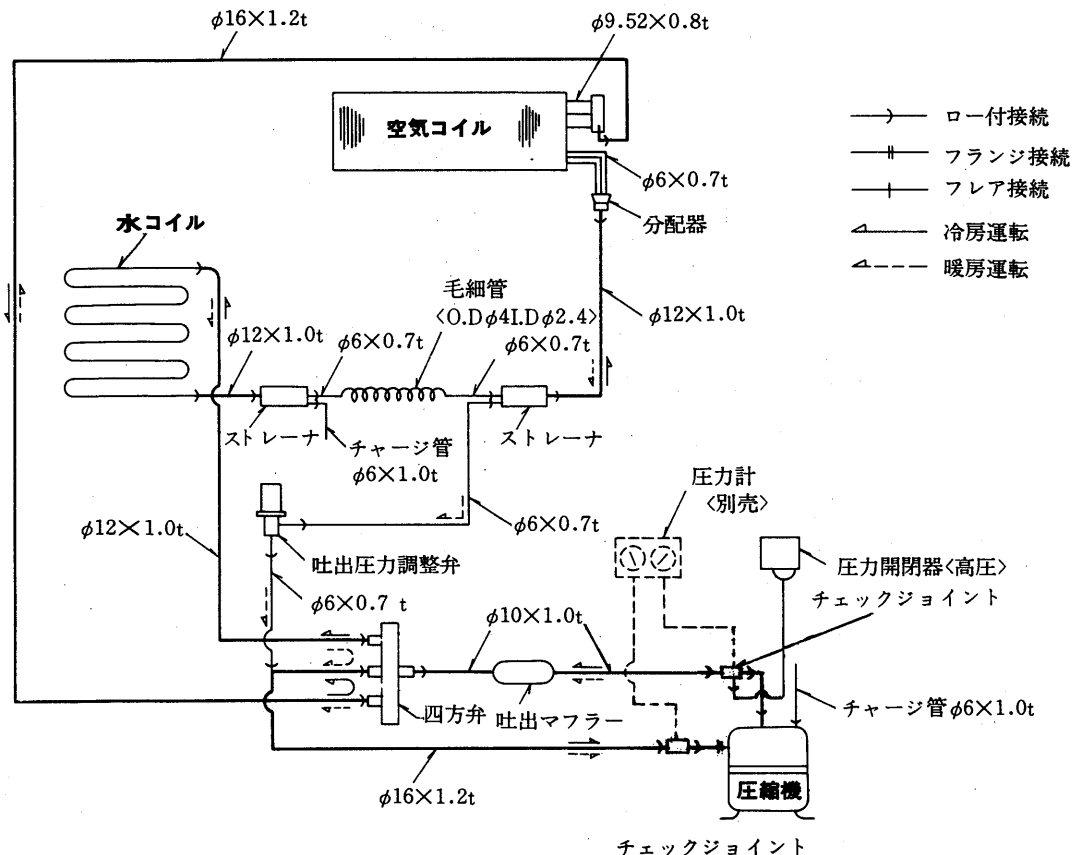 φ16×1.2t
φ9.52×0.8t
空気コイル
φ6×0.7t
分配器
ロー付接続
フランジ接続
フレア接続
冷房運転
暖房運転
水コイル
毛細管
<O.Dφ4I.Dφ2.4>
φ12×1.0t
φ12×1.0t
φ6×0.7t
φ6×0.7t
ストレーナ
チャージ管
φ6×1.0t
ストレーナ
φ6×0.7t
圧力計
<別売>
φ12×1.0t
吐出圧力調整弁
φ6×0.7 t
圧力開閉器<高圧>
チェックジョイント
φ10×1.0t
四方弁
吐出マフラー
チャージ管φ6×1.0t
φ16×1.2t
圧縮機
チェックジョイント